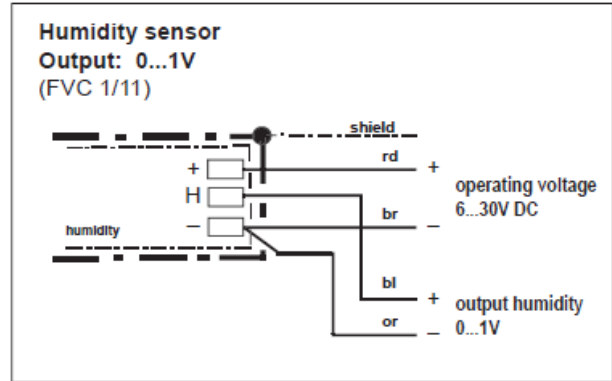 Humidity sensor
Output: 0...1V
(FVC 1/11)
shield
rd
+
+
operating voltage
6...30V DC
H
br
–
–
humidity
bl
+
output humidity
0...1V
or
–